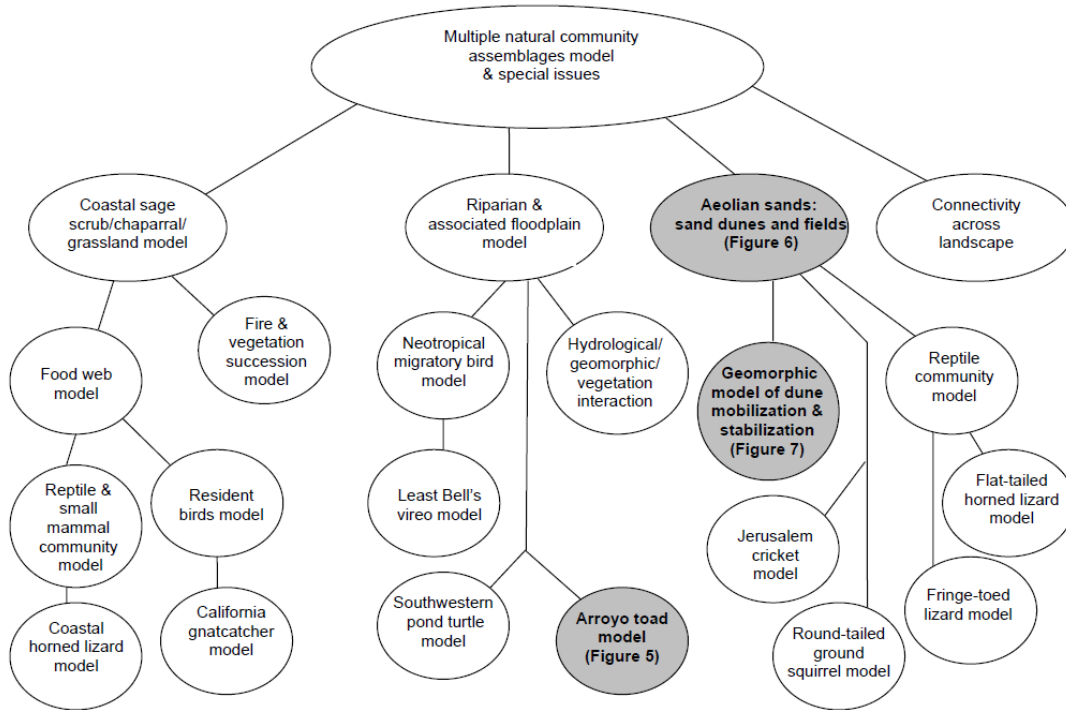 Multiple natural community
assemblages model
& special issues
Coastal sage
scrub/chaparral/
grassland model
Riparian &
associated floodplain
model
Aeolian sands:
sand dunes and fields
(Figure 6)
Connectivity
across
landscape
Fire &
vegetation
succession
model
Food web
model
Neotropical
migratory bird
model
Hydrological/
geomorphic/
vegetation
interaction
Geomorphic
model of dune
mobilization &
stabilization
(Figure 7)
Reptile
community
model
Reptile &
small
mammal
community
model
Resident
birds model
Least Bell's
vireo model
Jerusalem
cricket
model
Flat-tailed
horned lizard
model
Coastal
horned lizard
model
California
gnatcatcher
model
Southwestern
pond turtle
model
Arroyo toad
model
(Figure 5)
Round-tailed
ground
squirrel model
Fringe-toed
lizard model